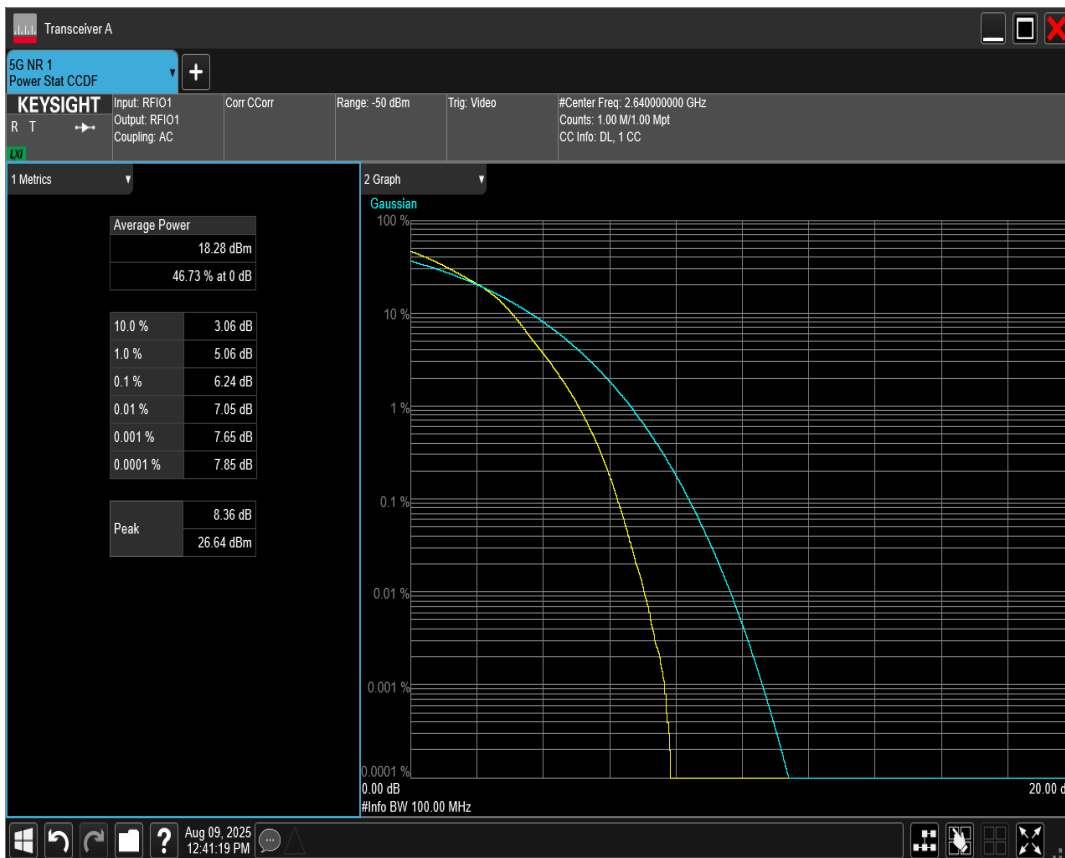 Transceiver A
5G NR 1
Power Stat CCDF
+
KEYSIGHT
R T
LXI
Input: RFIO1
Output: RFIO1
Coupling: AC
Corr CCorr
Range: -50 dBm
Trig: Video
#Center Freq: 2.640000000 GHz
Counts: 1.00 M/1.00 Mpt
CC Info: DL, 1 CC
1 Metrics
Average Power
18.28 dBm
46.73 % at 0 dB
10.0 % 3.06 dB
1.0 % 5.06 dB
0.1 % 6.24 dB
0.01 % 7.05 dB
0.001 % 7.65 dB
0.0001 % 7.85 dB
Peak
8.36 dB
26.64 dBm
2 Graph
Gaussian
100 %
10 %
1 %
0.1 %
0.01 %
0.001 %
0.0001 %
0.00 dB 20.00 d
#Info BW 100.00 MHz
?
Aug 09, 2025
12:41:19 PM